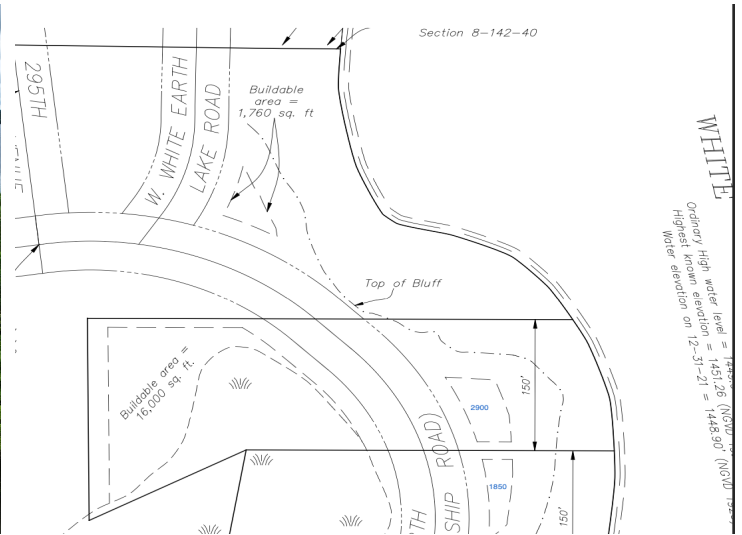 Section 8-142-40
295TH
W. WHITE EARTH
LAKE ROAD
Buildable
area =
1,760 sq. ft
WHITE
Ordinary High water level =
Highest known elevation = 1451.26 (NGVD
Water elevation on 12-31-21 = 1448.90' (NGVD
Top of Bluff
Buildable area =
16,000 sq. ft.
150'
2900
ROAD)
1850
SHIP
TH
150'